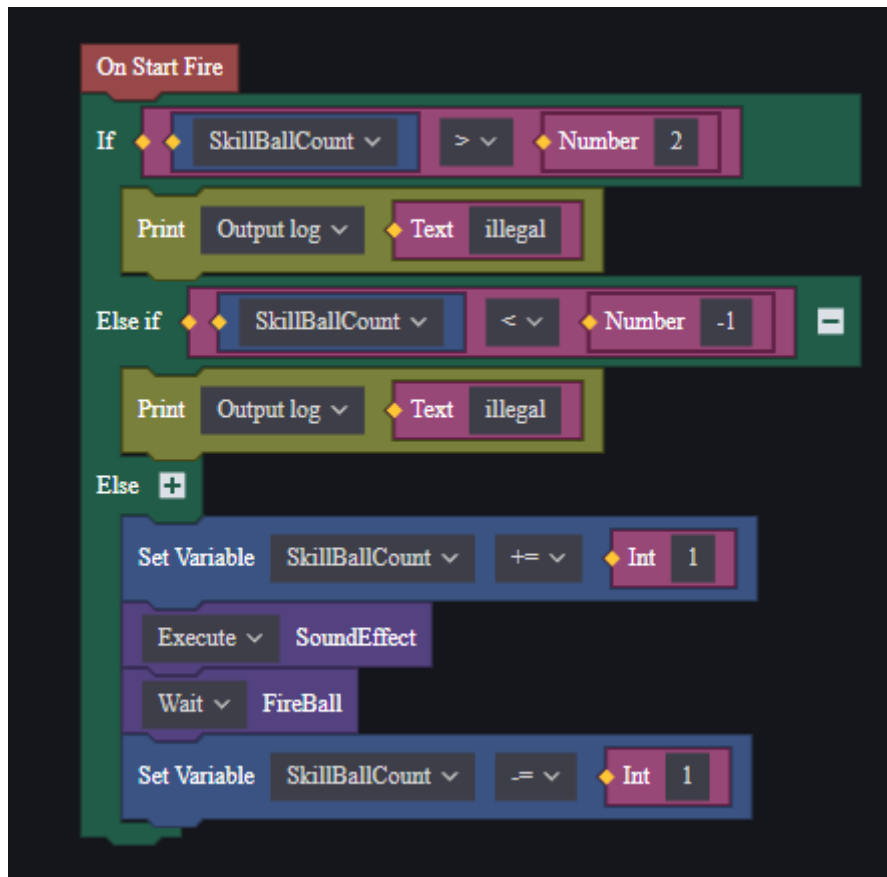 On Start Fire
If SkillBallCount > Number 2
Print Output log Text illegal
Else if SkillBallCount < Number -1
Print Output log Text illegal
Else
Set Variable SkillBallCount += Int 1
Execute SoundEffect
Wait FireBall
Set Variable SkillBallCount -= Int 1